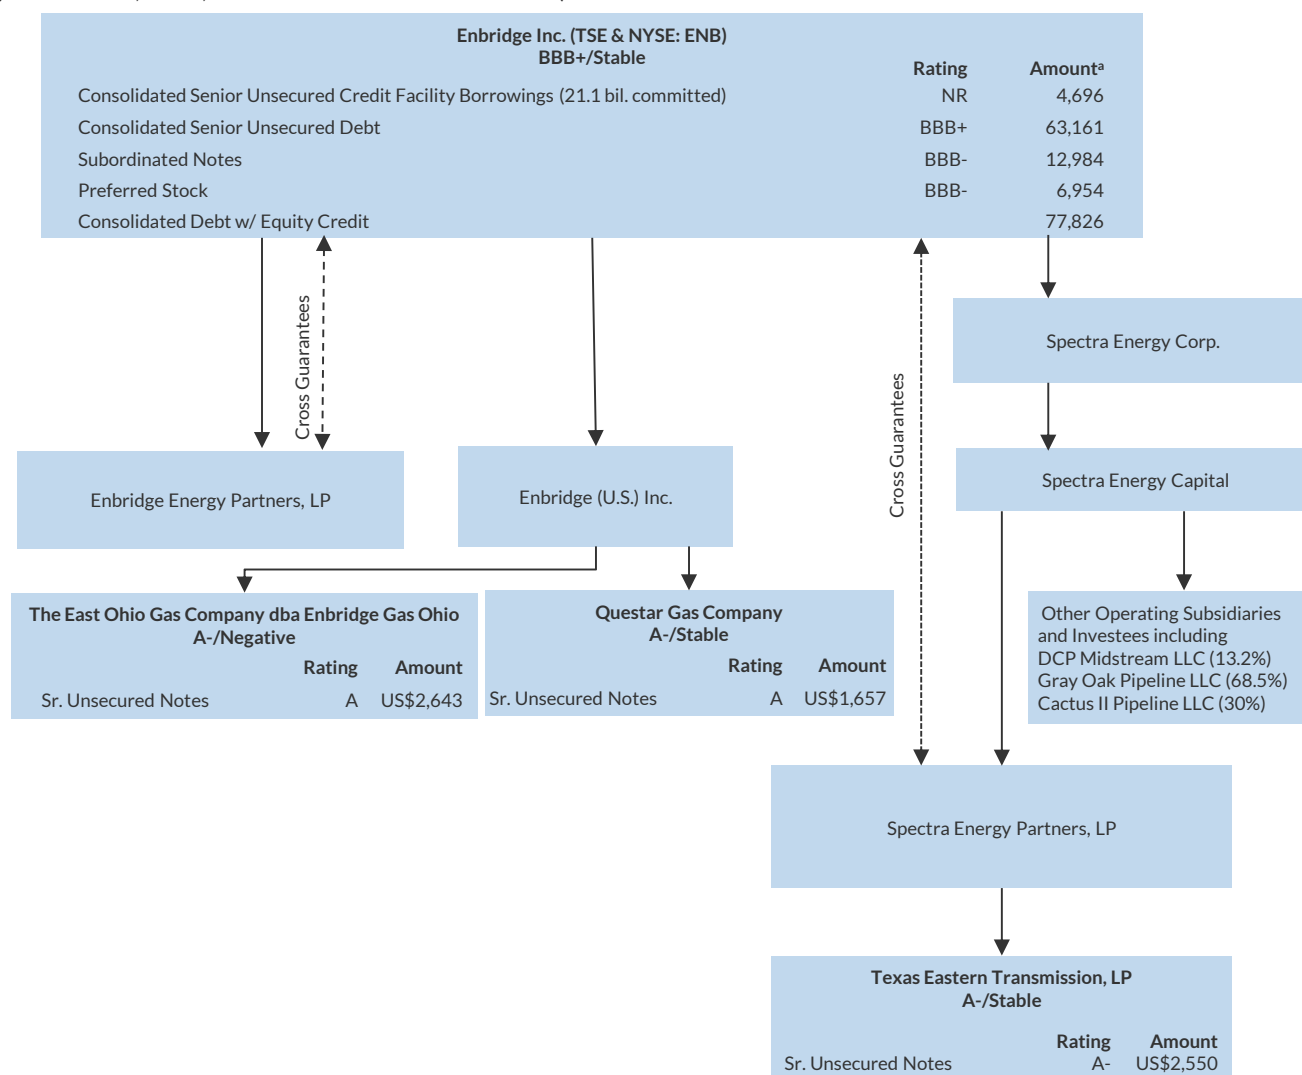 Enbridge Inc. (TSE & NYSE: ENB)
BBB+/Stable
Rating Amountᵃ
Consolidated Senior Unsecured Credit Facility Borrowings (21.1 bil. committed) NR 4,696
Consolidated Senior Unsecured Debt BBB+ 63,161
Subordinated Notes BBB- 12,984
Preferred Stock BBB- 6,954
Consolidated Debt w/ Equity Credit 77,826
Cross Guarantees
Cross Guarantees
Spectra Energy Corp.
Enbridge Energy Partners, LP
Enbridge (U.S.) Inc.
Spectra Energy Capital
The East Ohio Gas Company dba Enbridge Gas Ohio
A-/Negative
Rating Amount
Sr. Unsecured Notes A US$2,643
Questar Gas Company
A-/Stable
Rating Amount
Sr. Unsecured Notes A US$1,657
Other Operating Subsidiaries
and Investees including
DCP Midstream LLC (13.2%)
Gray Oak Pipeline LLC (68.5%)
Cactus II Pipeline LLC (30%)
Spectra Energy Partners, LP
Texas Eastern Transmission, LP
A-/Stable
Rating Amount
Sr. Unsecured Notes A- US$2,550